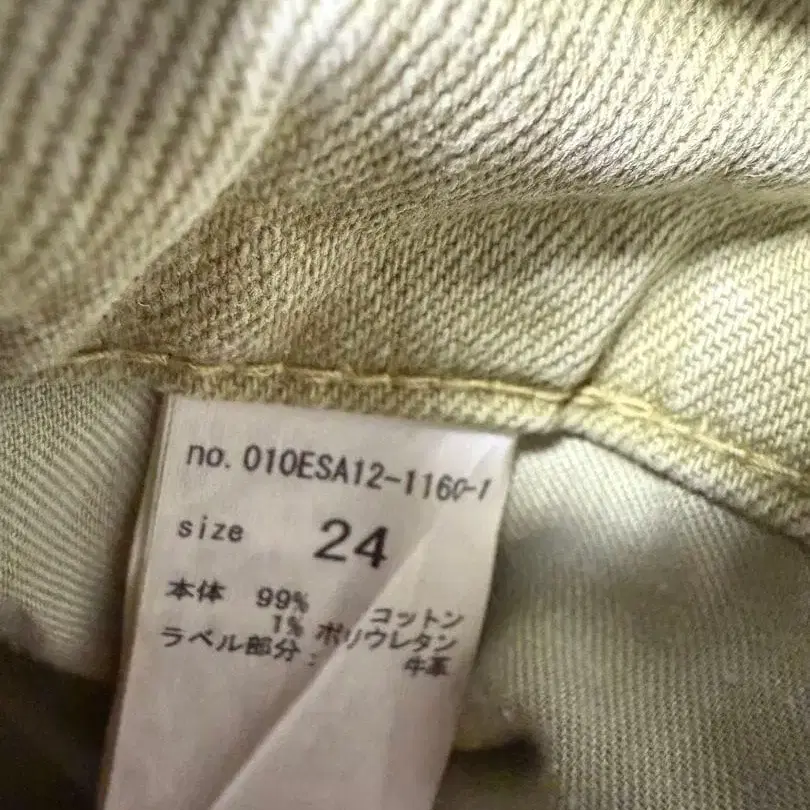 no. 010ESA12-1160-1
size 24
本体 99% コットン
1% ポリウレタン
ラベル部分: 牛革